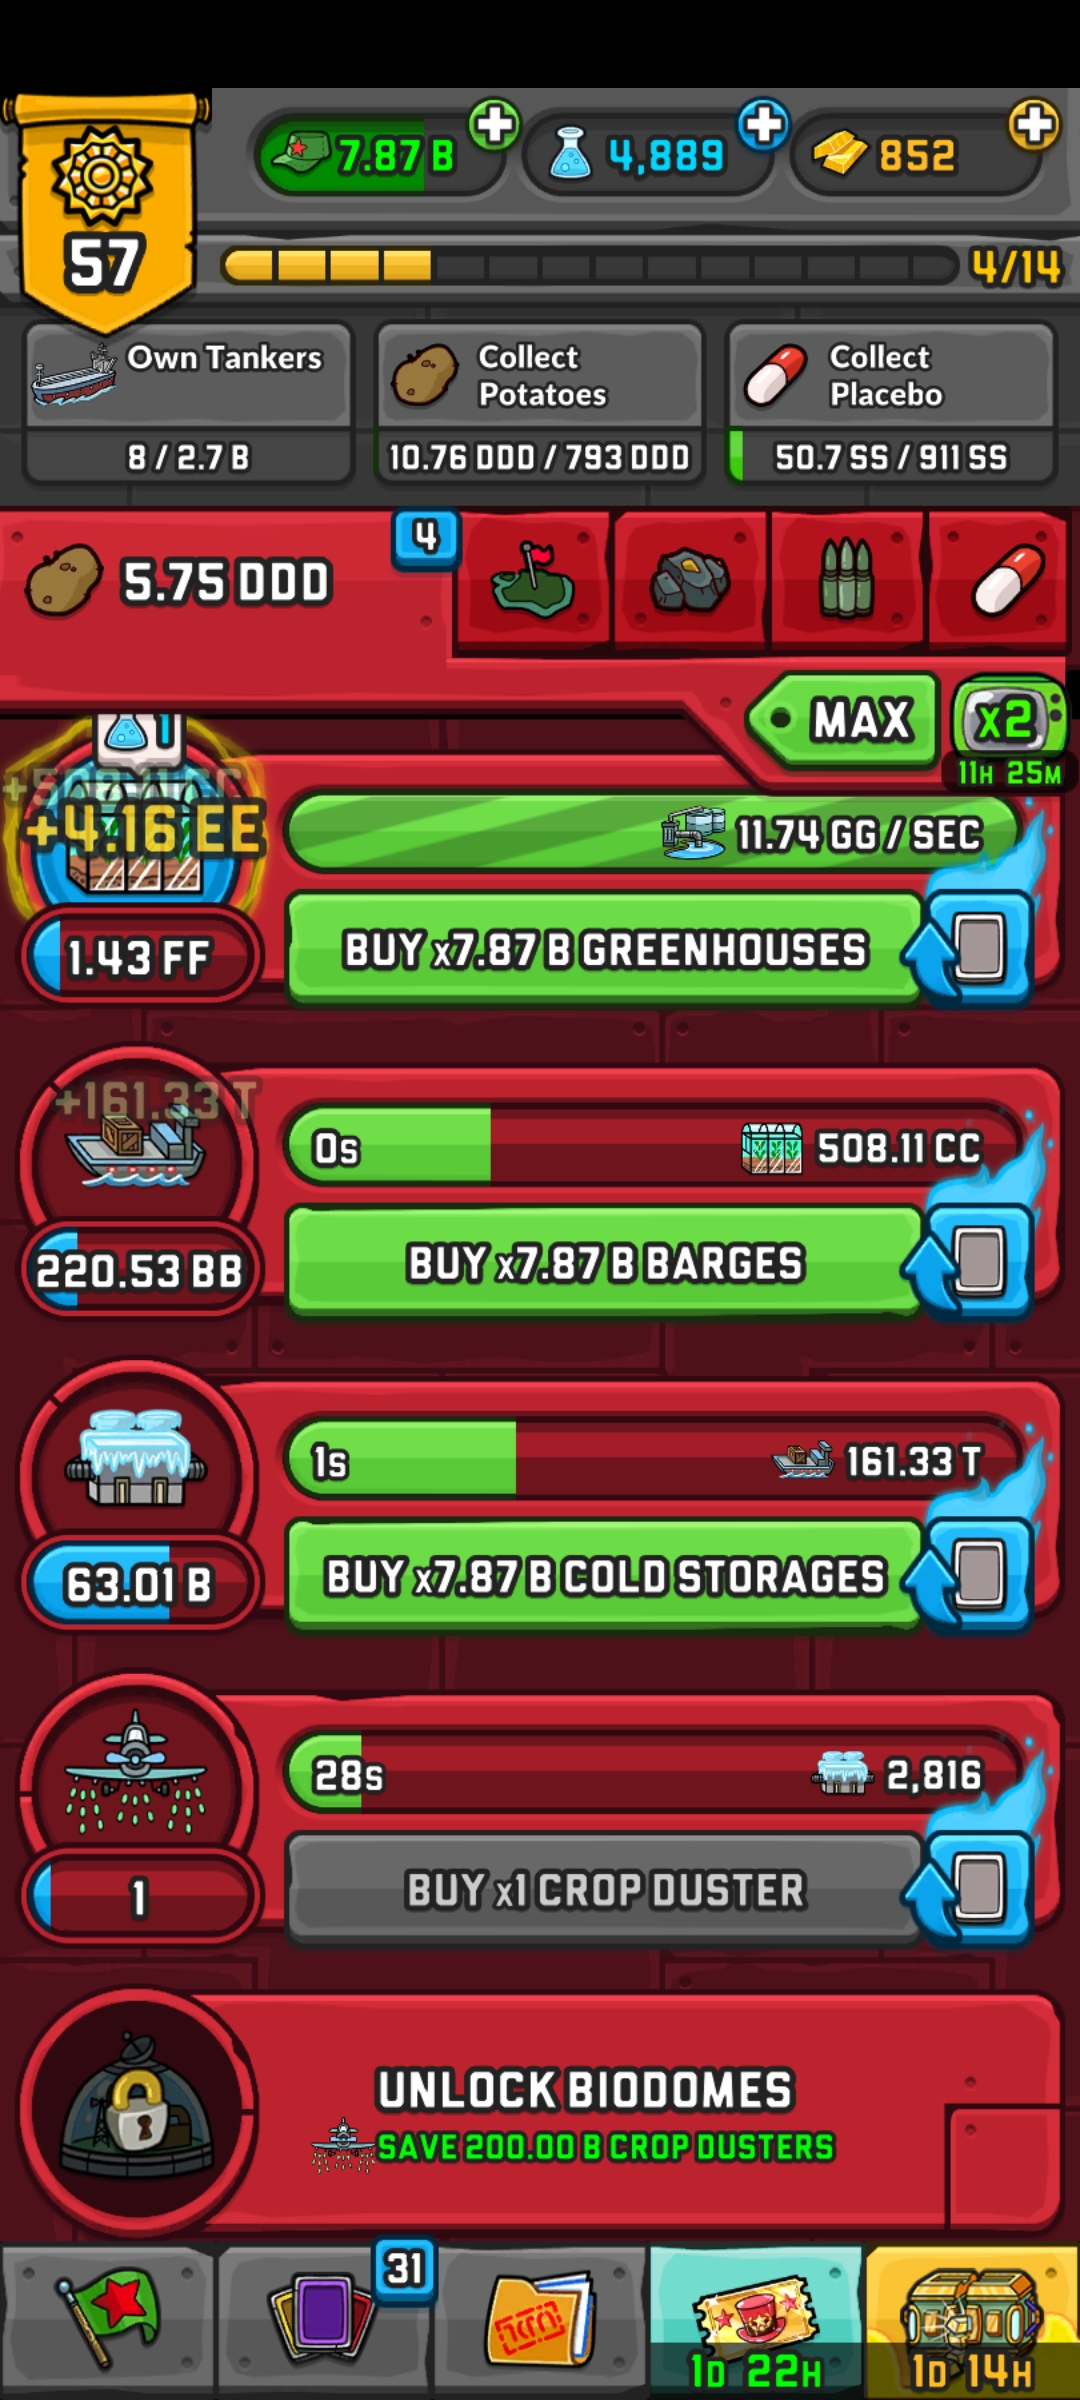 7.87 B
4,889
852
57
4/14
Own Tankers
8 / 2.7 B
Collect
Potatoes
10.76 DDD / 793 DDD
Collect
Placebo
50.7 SS / 911 SS
5.75 DDD
4
MAX
x2
11H 25M
1
+508.11 CC
+4.16 EE
11.74 GG / SEC
1.43 FF
BUY x7.87 B GREENHOUSES
+161.33 T
0s
508.11 CC
220.53 BB
BUY x7.87 B BARGES
1s
161.33 T
63.01 B
BUY x7.87 B COLD STORAGES
28s
2,816
1
BUY x1 CROP DUSTER
UNLOCK BIODOMES
SAVE 200.00 B CROP DUSTERS
31
1D 22H
1D 14H